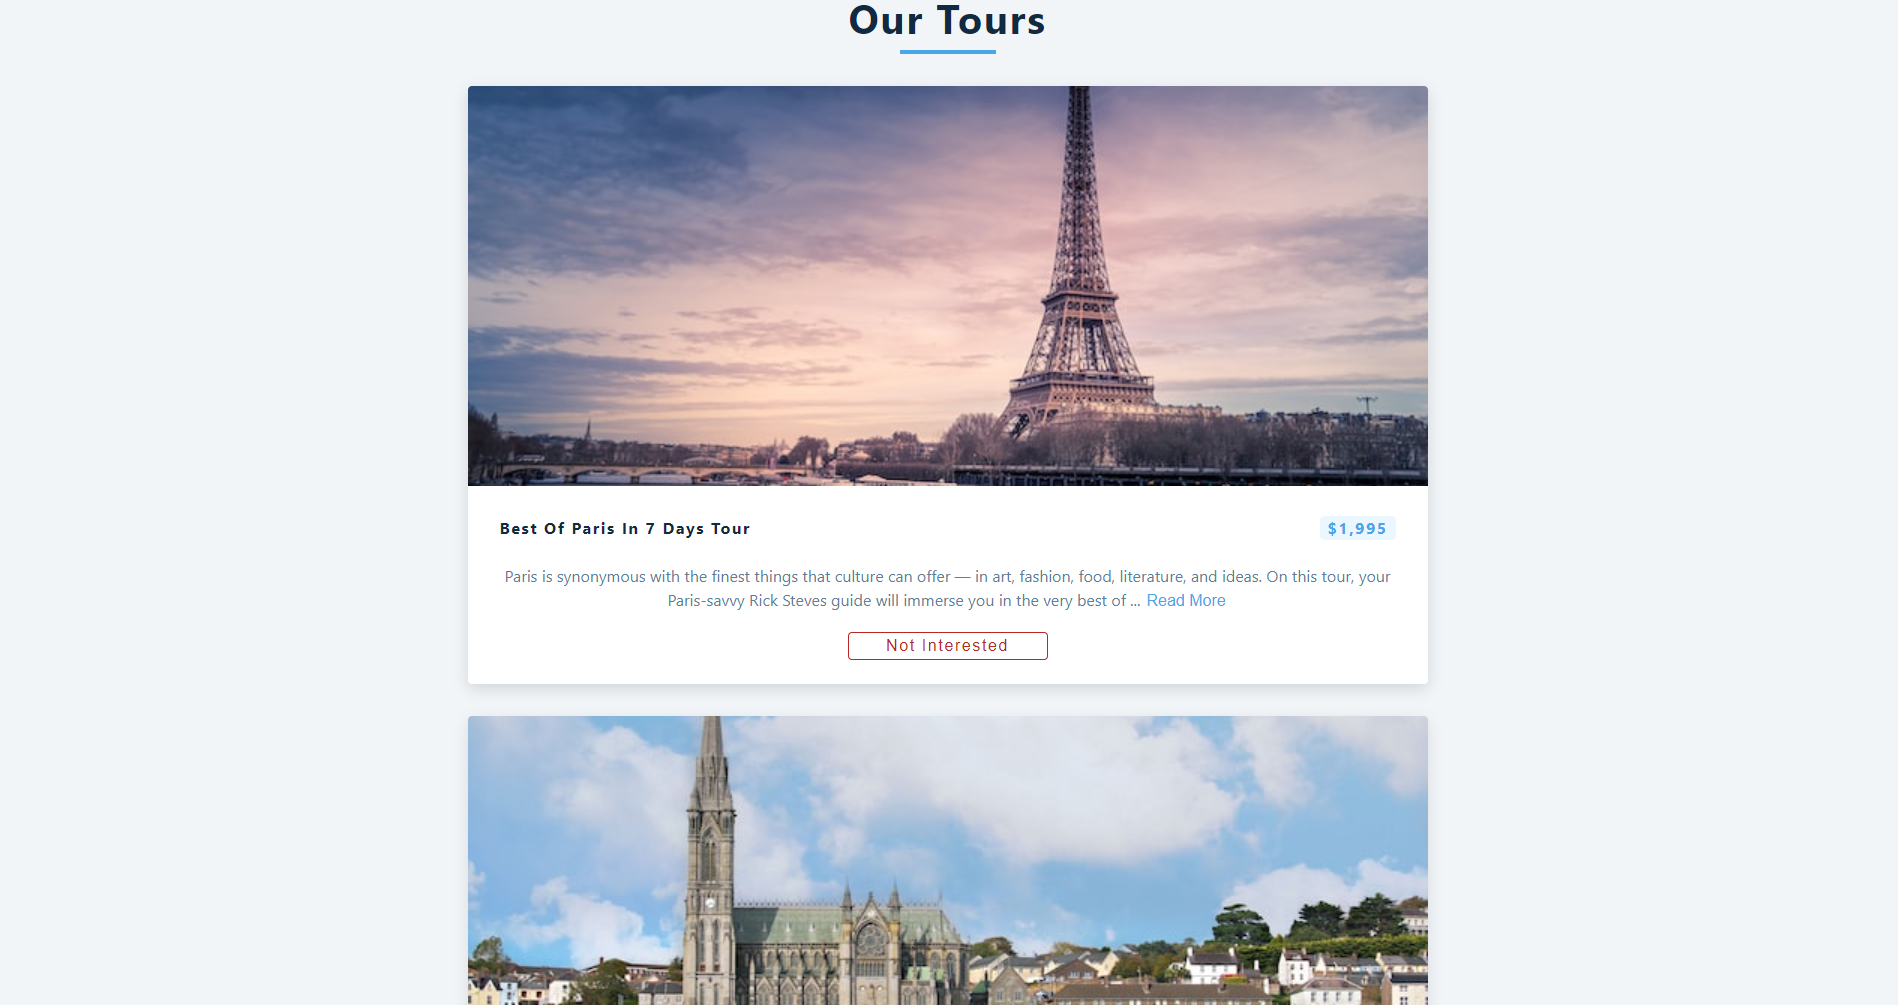 Our Tours
Best Of Paris In 7 Days Tour
$1,995
Paris is synonymous with the finest things that culture can offer — in art, fashion, food, literature, and ideas. On this tour, your
Paris-savvy Rick Steves guide will immerse you in the very best of ... Read More
Not Interested